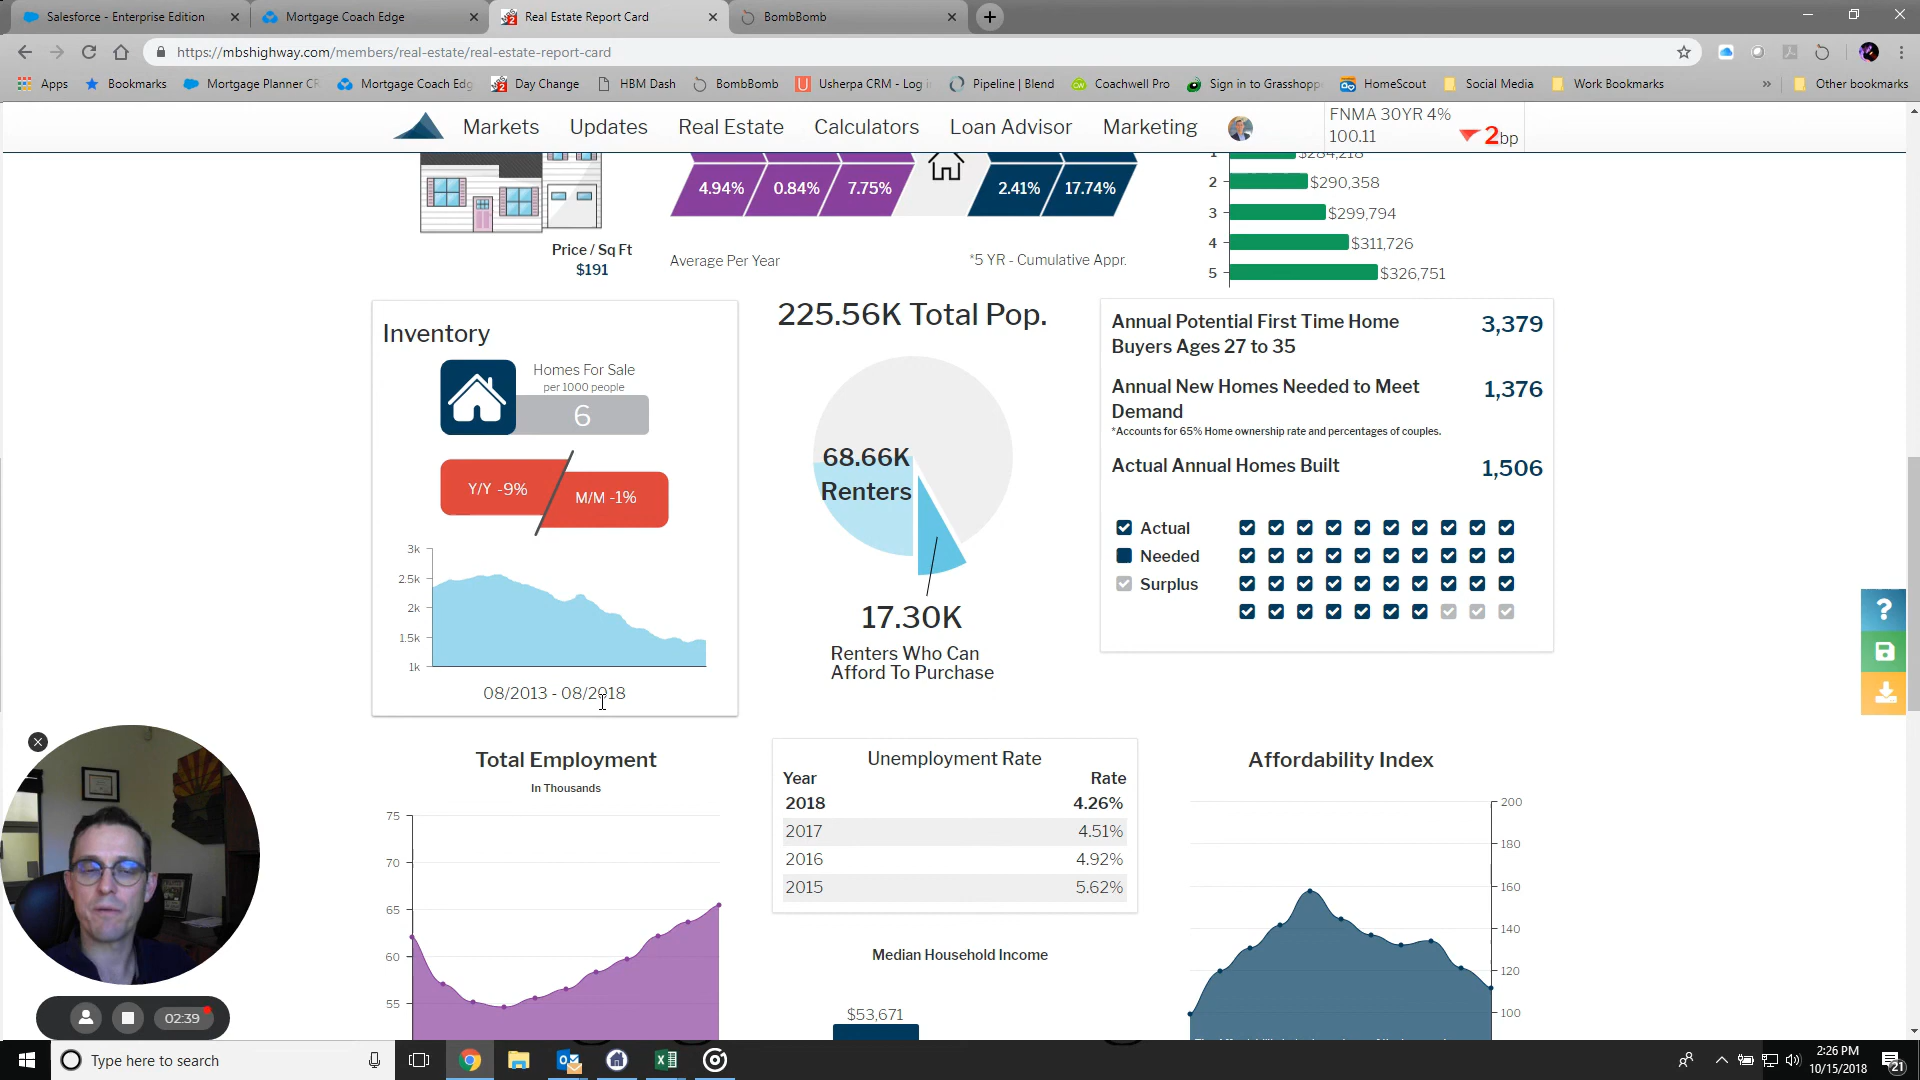 Salesforce - Enterprise Edition
Mortgage Coach Edge
Real Estate Report Card
BombBomb
https://mbshighway.com/members/real-estate/real-estate-report-card
Apps
Bookmarks
Mortgage Planner CR
Mortgage Coach Edg
Day Change
HBM Dash
BombBomb
Usherpa CRM - Log i
Pipeline | Blend
Coachwell Pro
Sign in to Grasshopp
HomeScout
Social Media
Work Bookmarks
»
Other bookmarks
Markets
Updates
Real Estate
Calculators
Loan Advisor
Marketing
FNMA 30YR 4%
100.11
2bp
4.94%
0.84%
7.75%
2.41%
17.74%
Price / Sq Ft
$191
Average Per Year
*5 YR - Cumulative Appr.
1
$284,218
2
$290,358
3
$299,794
4
$311,726
5
$326,751
Inventory
Homes For Sale
per 1000 people
6
Y/Y -9%
M/M -1%
3k
2.5k
2k
1.5k
1k
08/2013 - 08/2018
225.56K Total Pop.
68.66K
Renters
17.30K
Renters Who Can
Afford To Purchase
Annual Potential First Time Home
Buyers Ages 27 to 35
3,379
Annual New Homes Needed to Meet
Demand
1,376
*Accounts for 65% Home ownership rate and percentages of couples.
Actual Annual Homes Built
1,506
Actual
Needed
Surplus
?
Total Employment
In Thousands
75
70
65
60
55
Unemployment Rate
Year Rate
2018 4.26%
2017 4.51%
2016 4.92%
2015 5.62%
Median Household Income
$53,671
Affordability Index
200
180
160
140
120
100
02:39
Type here to search
2:26 PM
10/15/2018
21